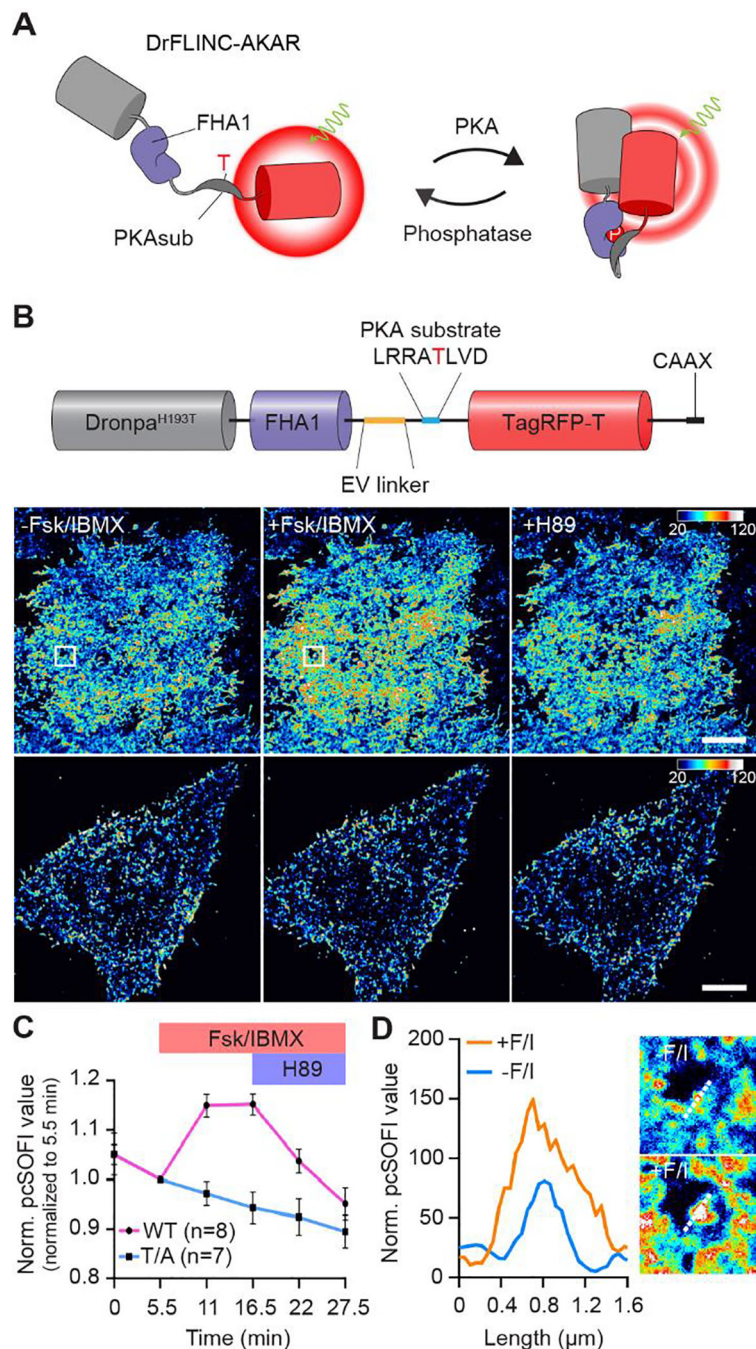 A
DrFLINC-AKAR
FHA1
T
PKAsub
PKA
Phosphatase
P
B
PKA substrate
LRRATLVD
CAAX
Dronpa^H193T
FHA1
TagRFP-T
EV linker
-Fsk/IBMX
+Fsk/IBMX
+H89
20 120
20 120
C
Fsk/IBMX
H89
Norm. pcSOFI value
(normalized to 5.5 min)
1.2
1.1
1.0
0.9
0.8
WT (n=8)
T/A (n=7)
0 5.5 11 16.5 22 27.5
Time (min)
D
Norm. pcSOFI value
200
150
100
50
0
+F/I
-F/I
0 0.4 0.8 1.2 1.6
Length (µm)
-F/I
+F/I